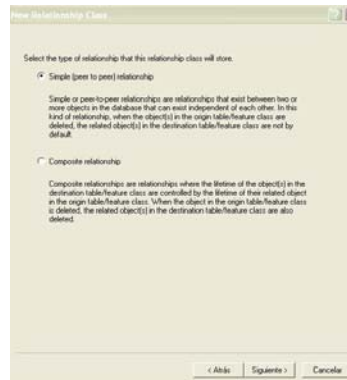 New Relationship Class
Select the type of relationship that this relationship class will store.
Simple (peer to peer) relationship
Simple or peer-to-peer relationships are relationships that exist between two or
more objects in the database that can exist independent of each other. In this
kind of relationship, when the object(s) in the origin table/feature class are
deleted, the related object(s) in the destination table/feature class are not by
default.
Composite relationship
Composite relationships are relationships where the lifetime of the object(s) in the
destination table/feature class are controlled by the lifetime of their related object
in the origin table/feature class. When the object in the origin table/feature class
is deleted, the related object(s) in the destination table/feature class are also
deleted.
< Atrás Siguiente > Cancelar